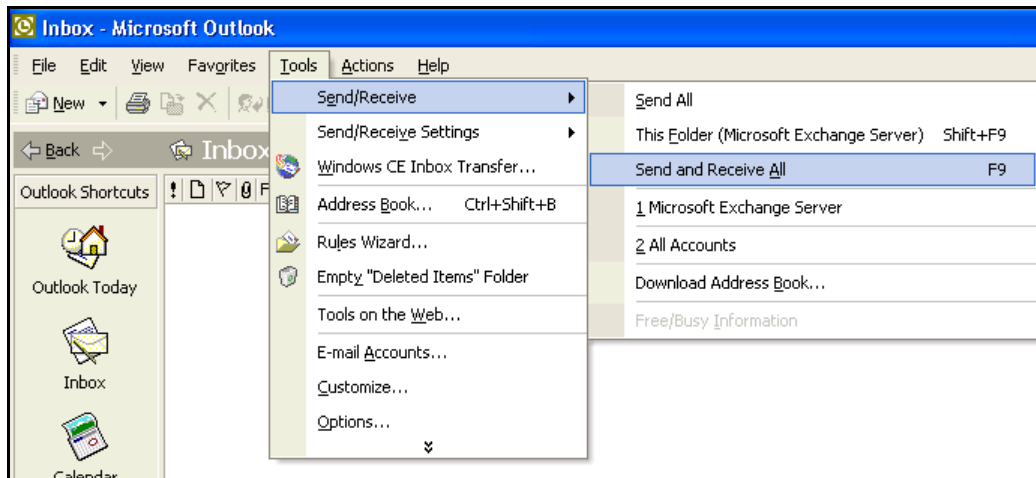 Inbox - Microsoft Outlook
File Edit View Favorites Tools Actions Help
New
Back
Inbox
Outlook Shortcuts
Outlook Today
Inbox
Calendar
Send/Receive
Send/Receive Settings
Windows CE Inbox Transfer...
Address Book... Ctrl+Shift+B
Rules Wizard...
Empty "Deleted Items" Folder
Tools on the Web...
E-mail Accounts...
Customize...
Options...
Send All
This Folder (Microsoft Exchange Server) Shift+F9
Send and Receive All F9
1 Microsoft Exchange Server
2 All Accounts
Download Address Book...
Free/Busy Information